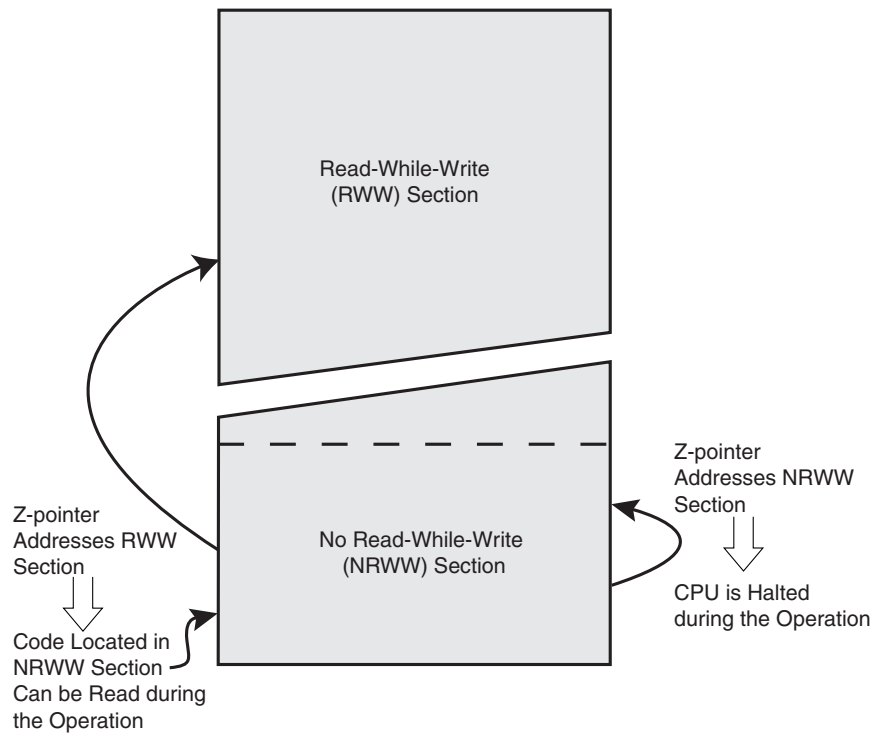 Read-While-Write
(RWW) Section
Z-pointer
Addresses NRWW
Section
Z-pointer
Addresses RWW
Section
No Read-While-Write
(NRWW) Section
CPU is Halted
during the Operation
Code Located in
NRWW Section
Can be Read during
the Operation